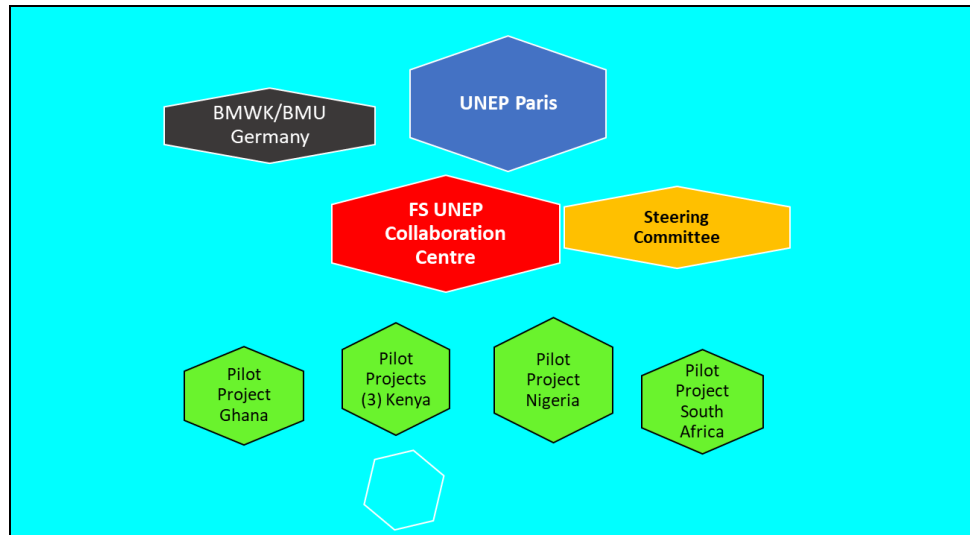 BMWK/BMU
Germany
UNEP Paris
FS UNEP
Collaboration
Centre
Steering
Committee
Pilot
Project
Ghana
Pilot
Projects
(3) Kenya
Pilot
Project
Nigeria
Pilot
Project
South
Africa